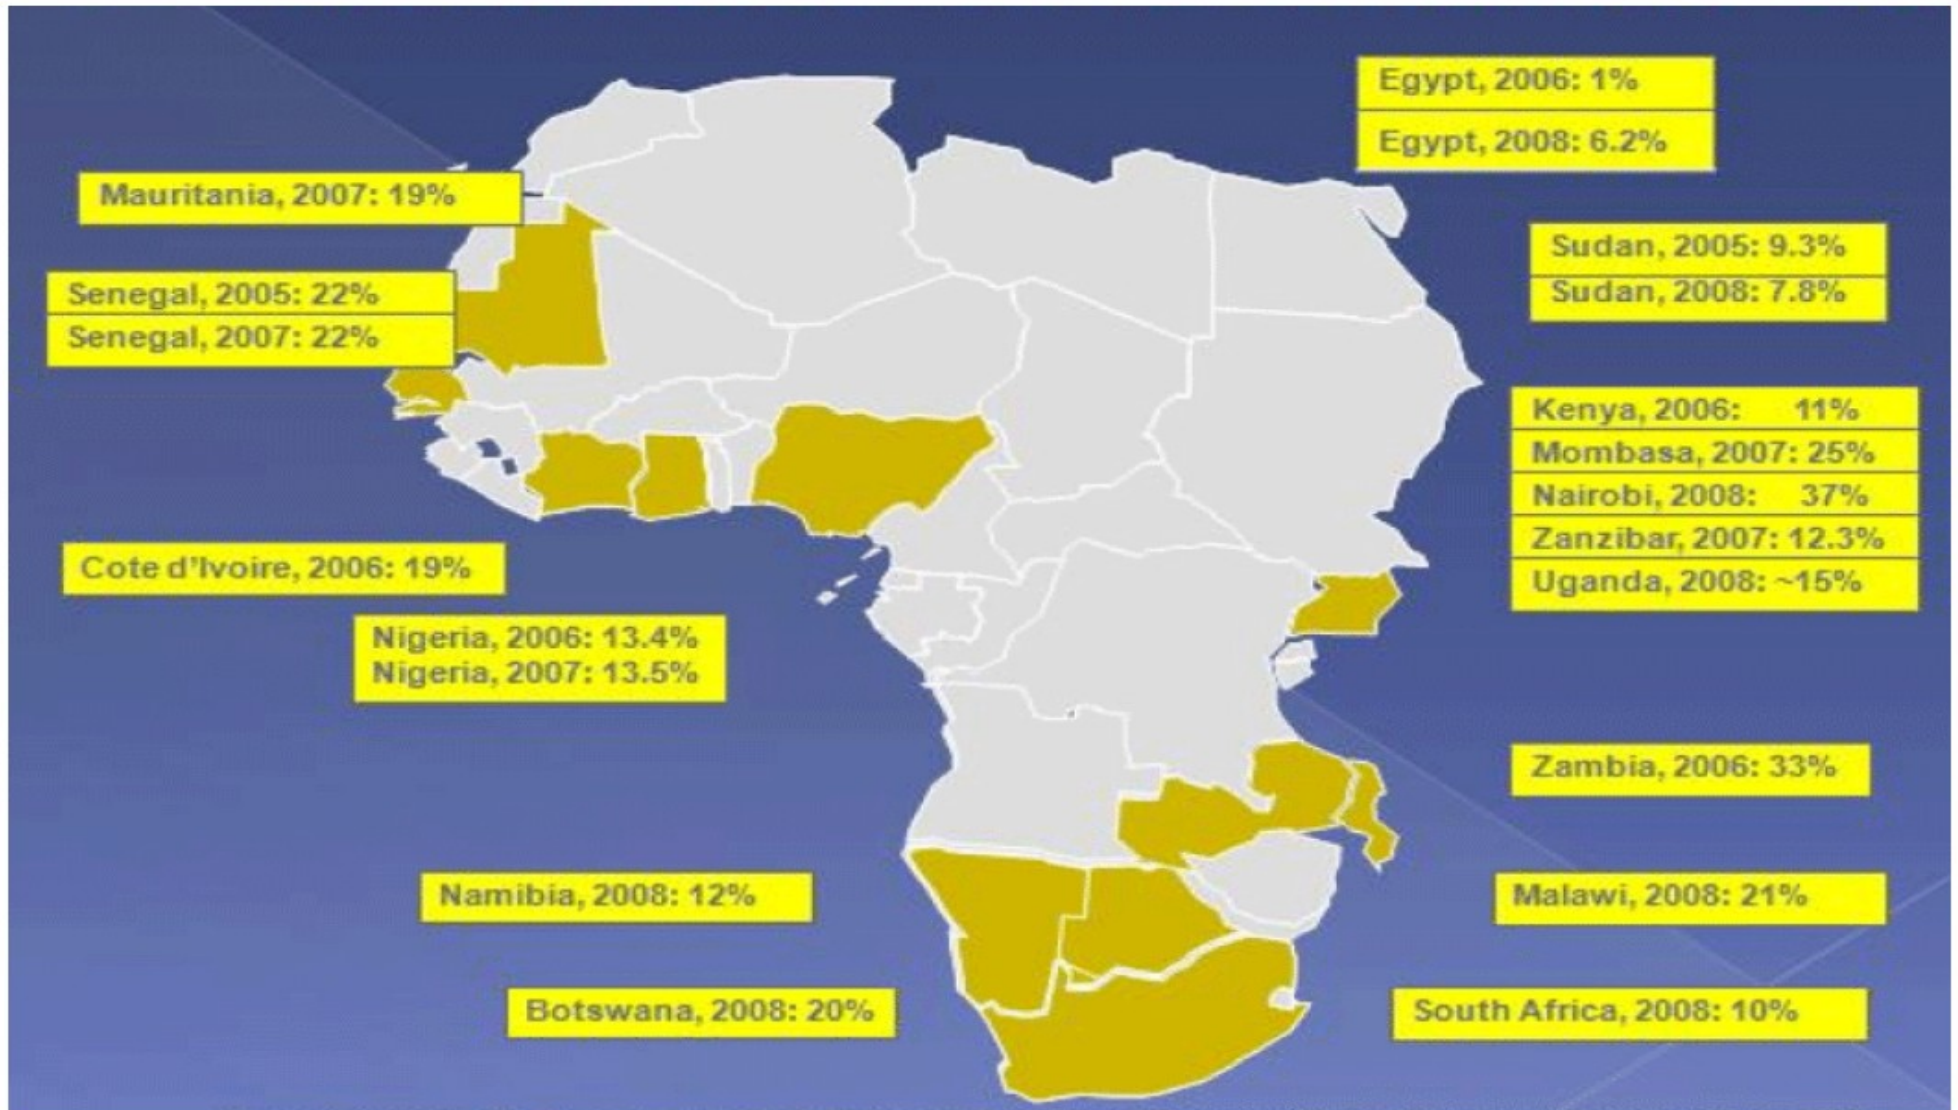 Egypt, 2006: 1%
Egypt, 2008: 6.2%
Mauritania, 2007: 19%
Sudan, 2005: 9.3%
Sudan, 2008: 7.8%
Senegal, 2005: 22%
Senegal, 2007: 22%
Kenya, 2006: 11%
Mombasa, 2007: 25%
Nairobi, 2008: 37%
Zanzibar, 2007: 12.3%
Uganda, 2008: ~15%
Cote d'Ivoire, 2006: 19%
Nigeria, 2006: 13.4%
Nigeria, 2007: 13.5%
Zambia, 2006: 33%
Namibia, 2008: 12%
Malawi, 2008: 21%
Botswana, 2008: 20%
South Africa, 2008: 10%